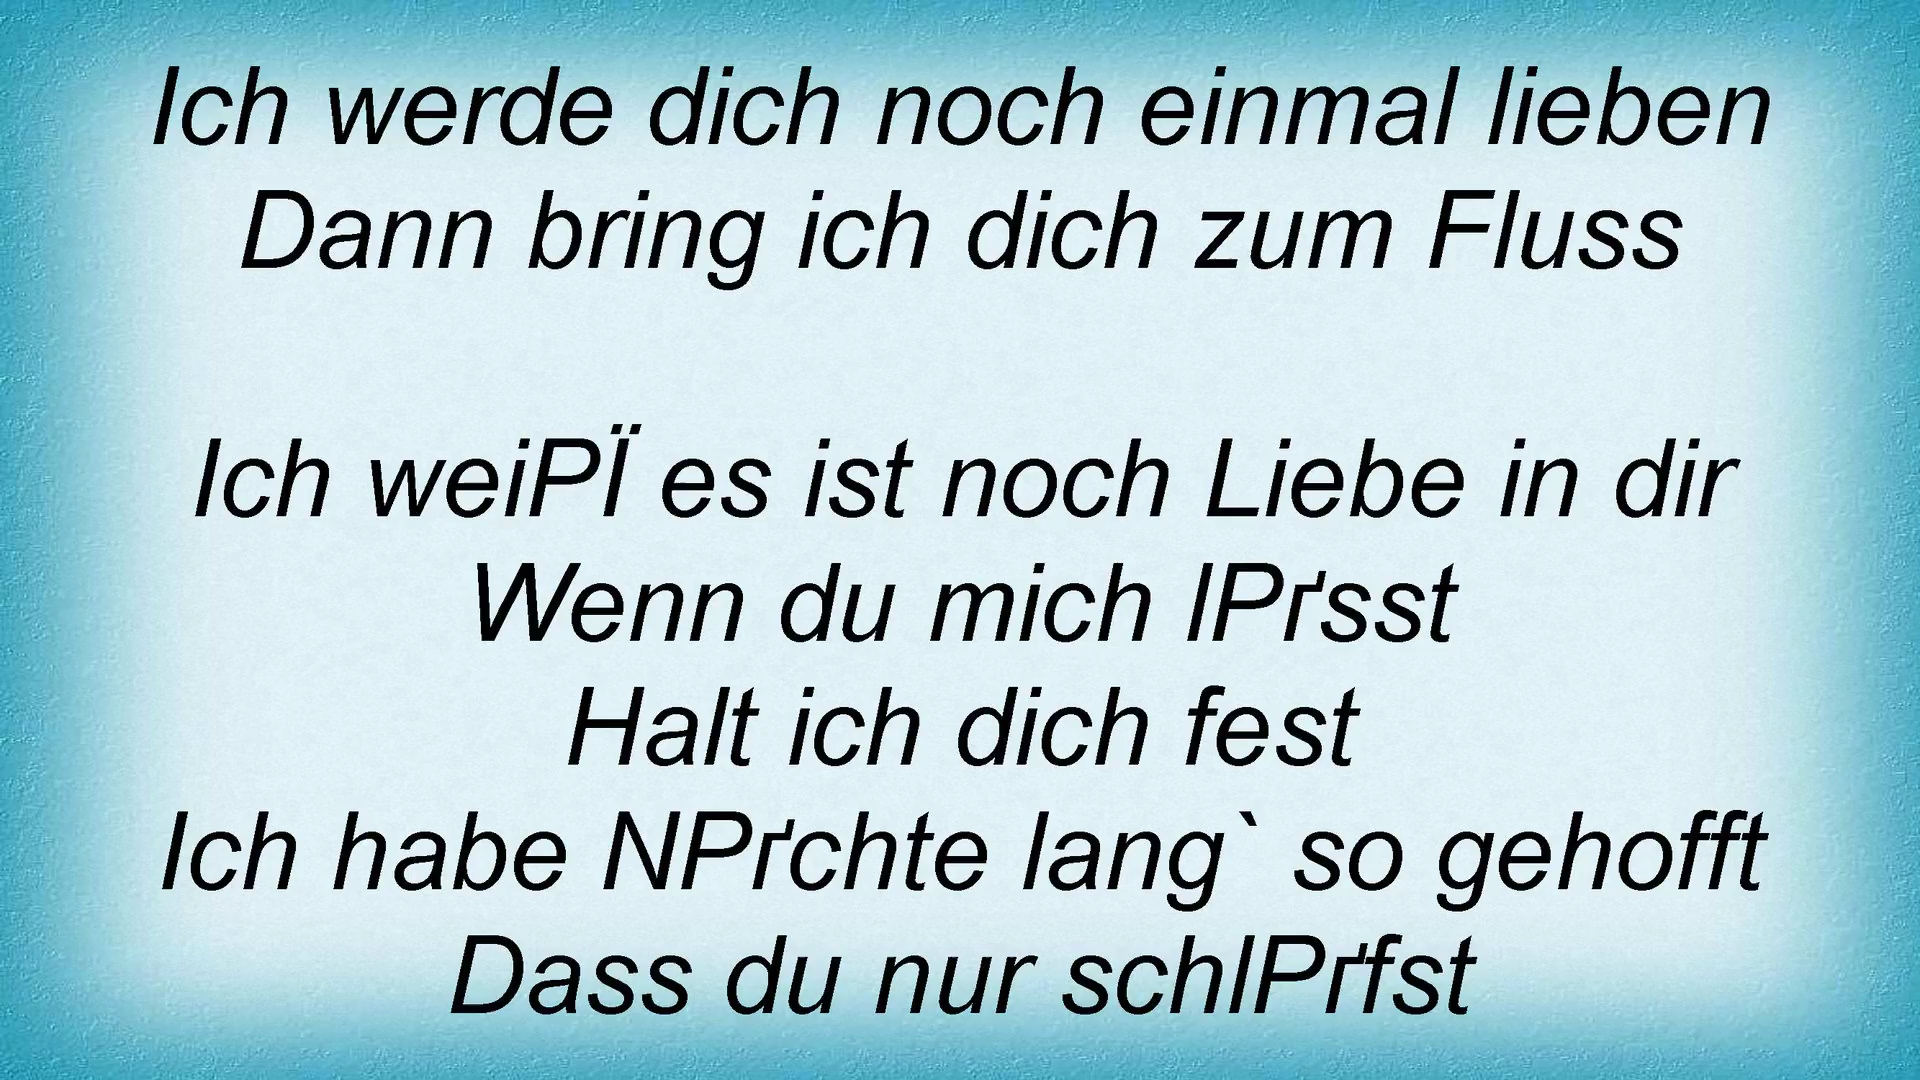 Ich werde dich noch einmal lieben
Dann bring ich dich zum Fluss
Ich weiPЇ es ist noch Liebe in dir
Wenn du mich lPґsst
Halt ich dich fest
Ich habe NPґchte lang` so gehofft
Dass du nur schlPґfst